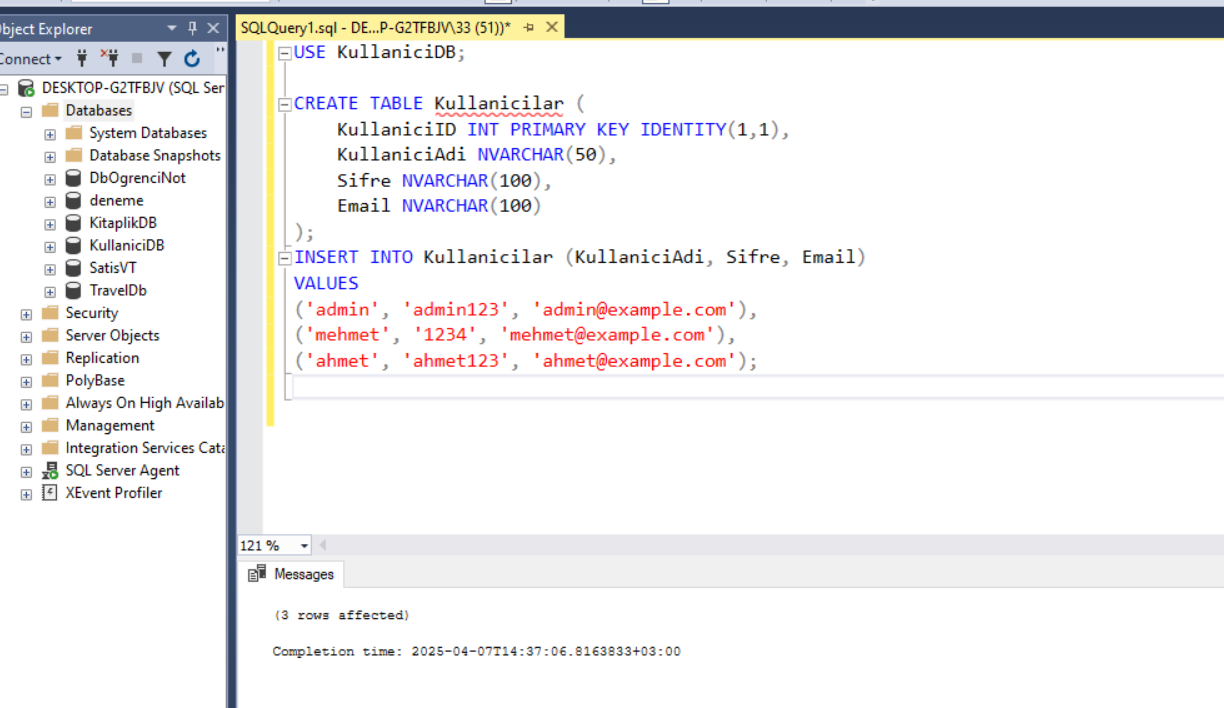 Object Explorer
Connect
DESKTOP-G2TFBJV (SQL Ser
Databases
System Databases
Database Snapshots
DbOgrenciNot
deneme
KitaplikDB
KullaniciDB
SatisVT
TravelDb
Security
Server Objects
Replication
PolyBase
Always On High Availab
Management
Integration Services Cata
SQL Server Agent
XEvent Profiler
SQLQuery1.sql - DE...P-G2TFBJV\33 (51))*
USE KullaniciDB;
CREATE TABLE Kullanicilar (
KullaniciID INT PRIMARY KEY IDENTITY(1,1),
KullaniciAdi NVARCHAR(50),
Sifre NVARCHAR(100),
Email NVARCHAR(100)
);
INSERT INTO Kullanicilar (KullaniciAdi, Sifre, Email)
VALUES
('admin', 'admin123', 'admin@example.com'),
('mehmet', '1234', 'mehmet@example.com'),
('ahmet', 'ahmet123', 'ahmet@example.com');
121 %
Messages
(3 rows affected)
Completion time: 2025-04-07T14:37:06.8163833+03:00